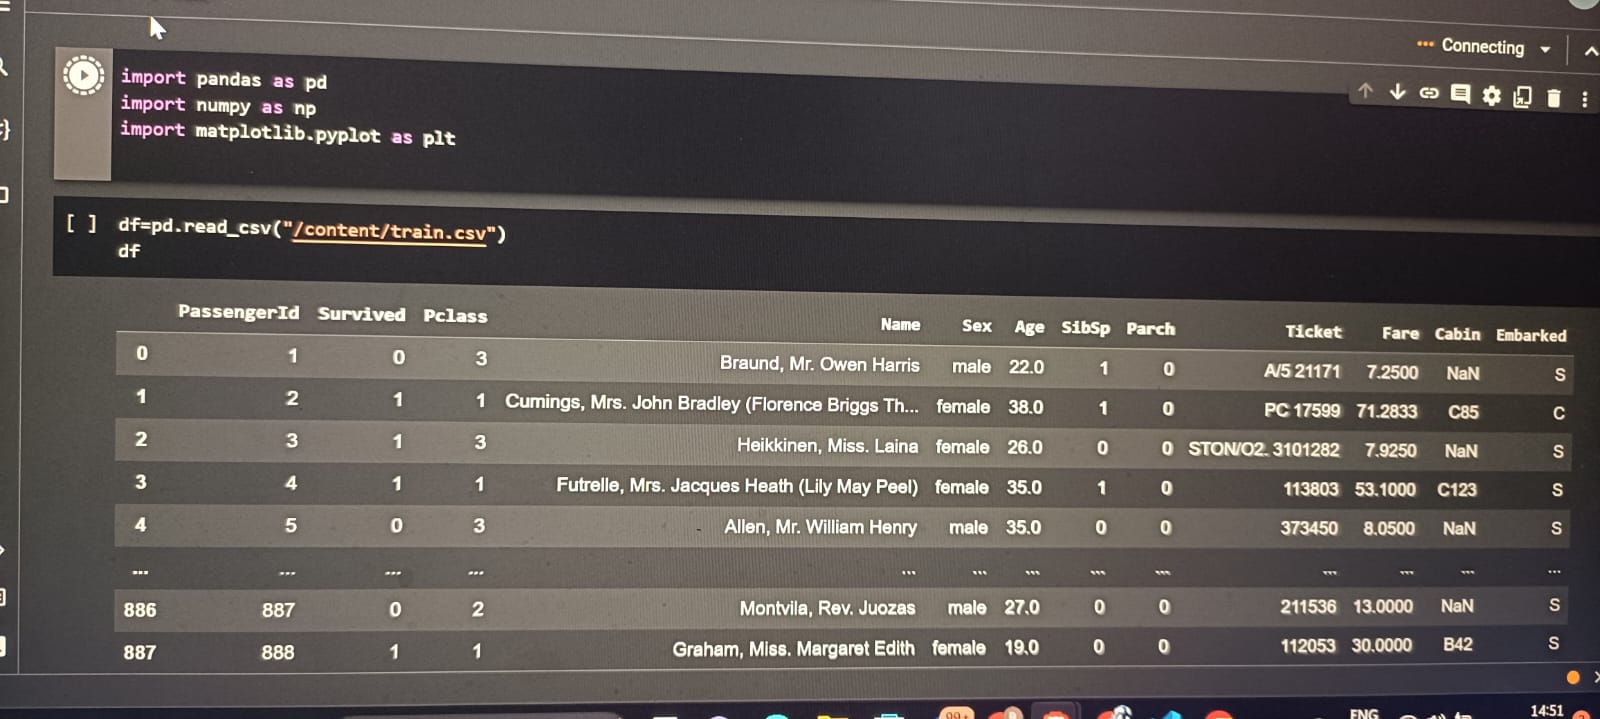 Connecting
import pandas as pd
import numpy as np
import matplotlib.pyplot as plt
[ ] df=pd.read_csv("/content/train.csv")
df
PassengerId Survived Pclass Name Sex Age SibSp Parch Ticket Fare Cabin Embarked
0 1 0 3 Braund, Mr. Owen Harris male 22.0 1 0 A/5 21171 7.2500 NaN S
1 2 1 1 Cumings, Mrs. John Bradley (Florence Briggs Th... female 38.0 1 0 PC 17599 71.2833 C85 C
2 3 1 3 Heikkinen, Miss. Laina female 26.0 0 0 STON/O2. 3101282 7.9250 NaN S
3 4 1 1 Futrelle, Mrs. Jacques Heath (Lily May Peel) female 35.0 1 0 113803 53.1000 C123 S
4 5 0 3 Allen, Mr. William Henry male 35.0 0 0 373450 8.0500 NaN S
... ... ... ... ... ... ... ... ... ... ... ... ...
886 887 0 2 Montvila, Rev. Juozas male 27.0 0 0 211536 13.0000 NaN S
887 888 1 1 Graham, Miss. Margaret Edith female 19.0 0 0 112053 30.0000 B42 S
99+ ENG 14:51